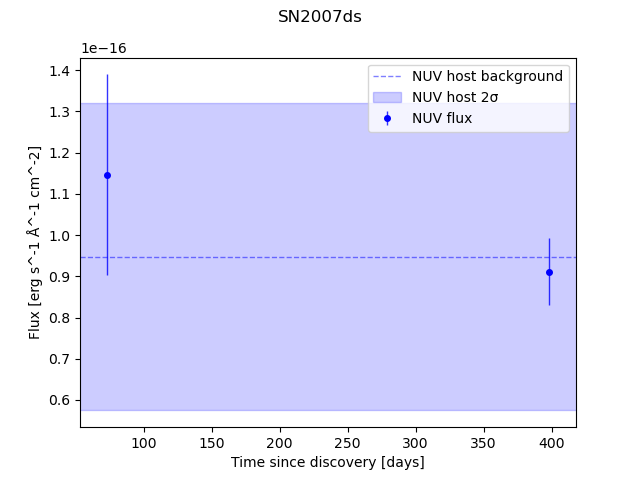 SN2007ds
1e−16
1.4
1.3
1.2
1.1
1.0
0.9
0.8
0.7
0.6
Flux [erg s^-1 Å^-1 cm^-2]
NUV host background
NUV host 2σ
NUV flux
100 150 200 250 300 350 400
Time since discovery [days]